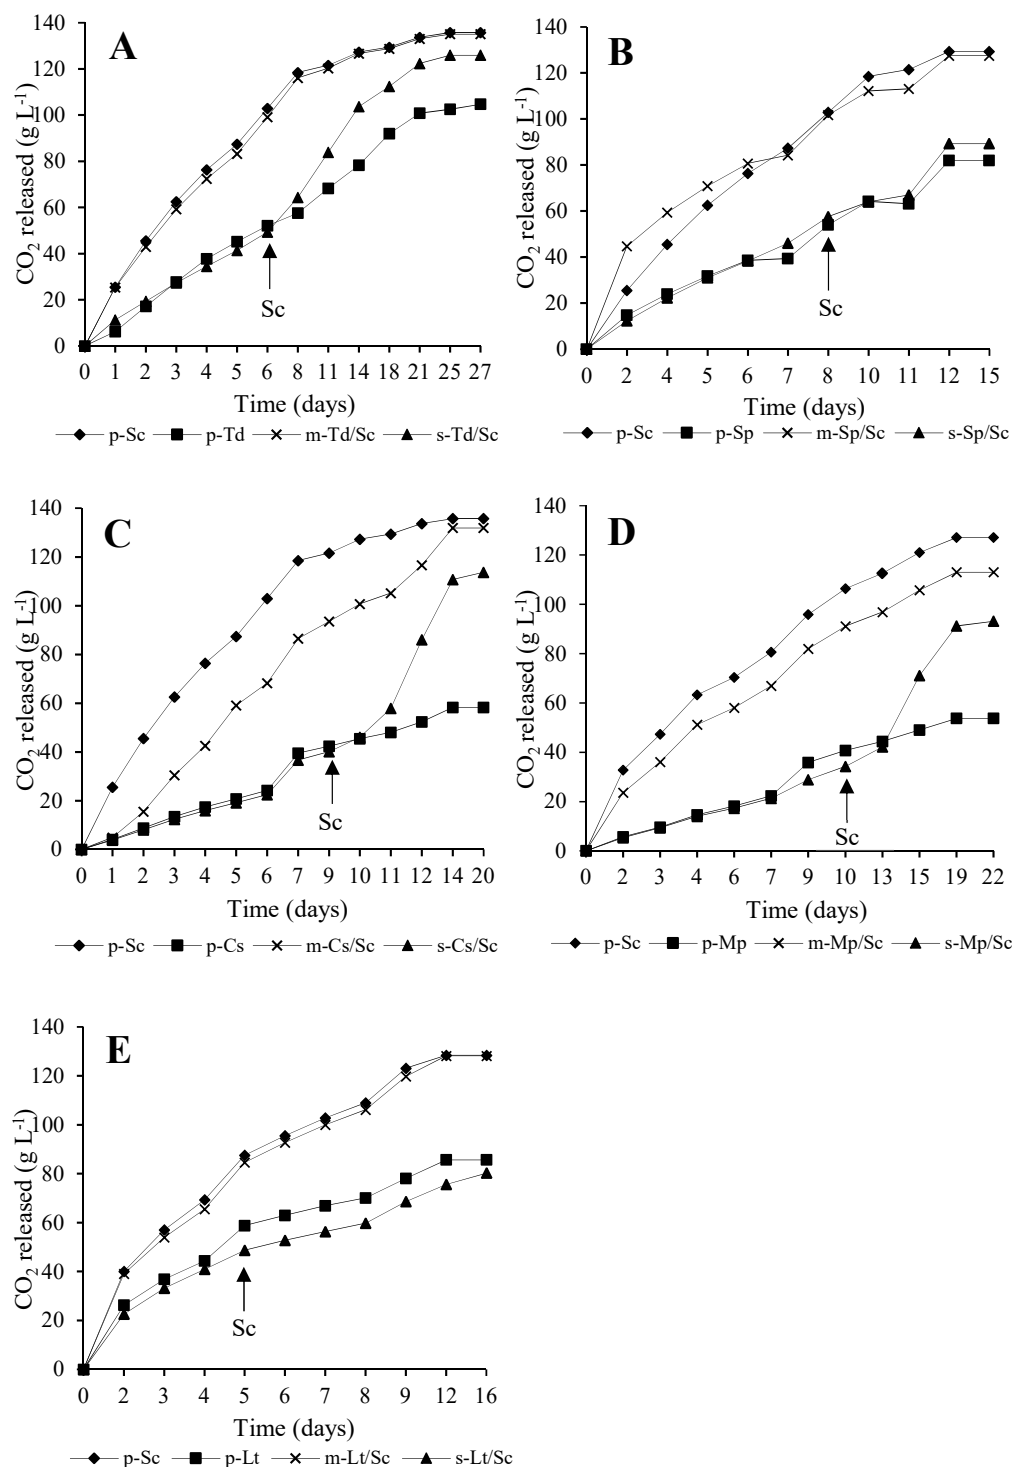 A
CO2 released (g L-1)
140
120
100
80
60
40
20
0
0 1 2 3 4 5 6 8 11 14 18 21 25 27
Sc
Time (days)
p-Sc p-Td m-Td/Sc s-Td/Sc
B
CO2 released (g L-1)
140
120
100
80
60
40
20
0
0 2 4 5 6 7 8 10 11 12 15
Sc
Time (days)
p-Sc p-Sp m-Sp/Sc s-Sp/Sc
C
CO2 released (g L-1)
140
120
100
80
60
40
20
0
0 1 2 3 4 5 6 7 9 10 11 12 14 20
Sc
Time (days)
p-Sc p-Cs m-Cs/Sc s-Cs/Sc
D
CO2 released (g L-1)
140
120
100
80
60
40
20
0
0 2 3 4 6 7 9 10 13 15 19 22
Sc
Time (days)
p-Sc p-Mp m-Mp/Sc s-Mp/Sc
E
CO2 released (g L-1)
140
120
100
80
60
40
20
0
0 2 3 4 5 6 7 8 9 12 16
Sc
Time (days)
p-Sc p-Lt m-Lt/Sc s-Lt/Sc